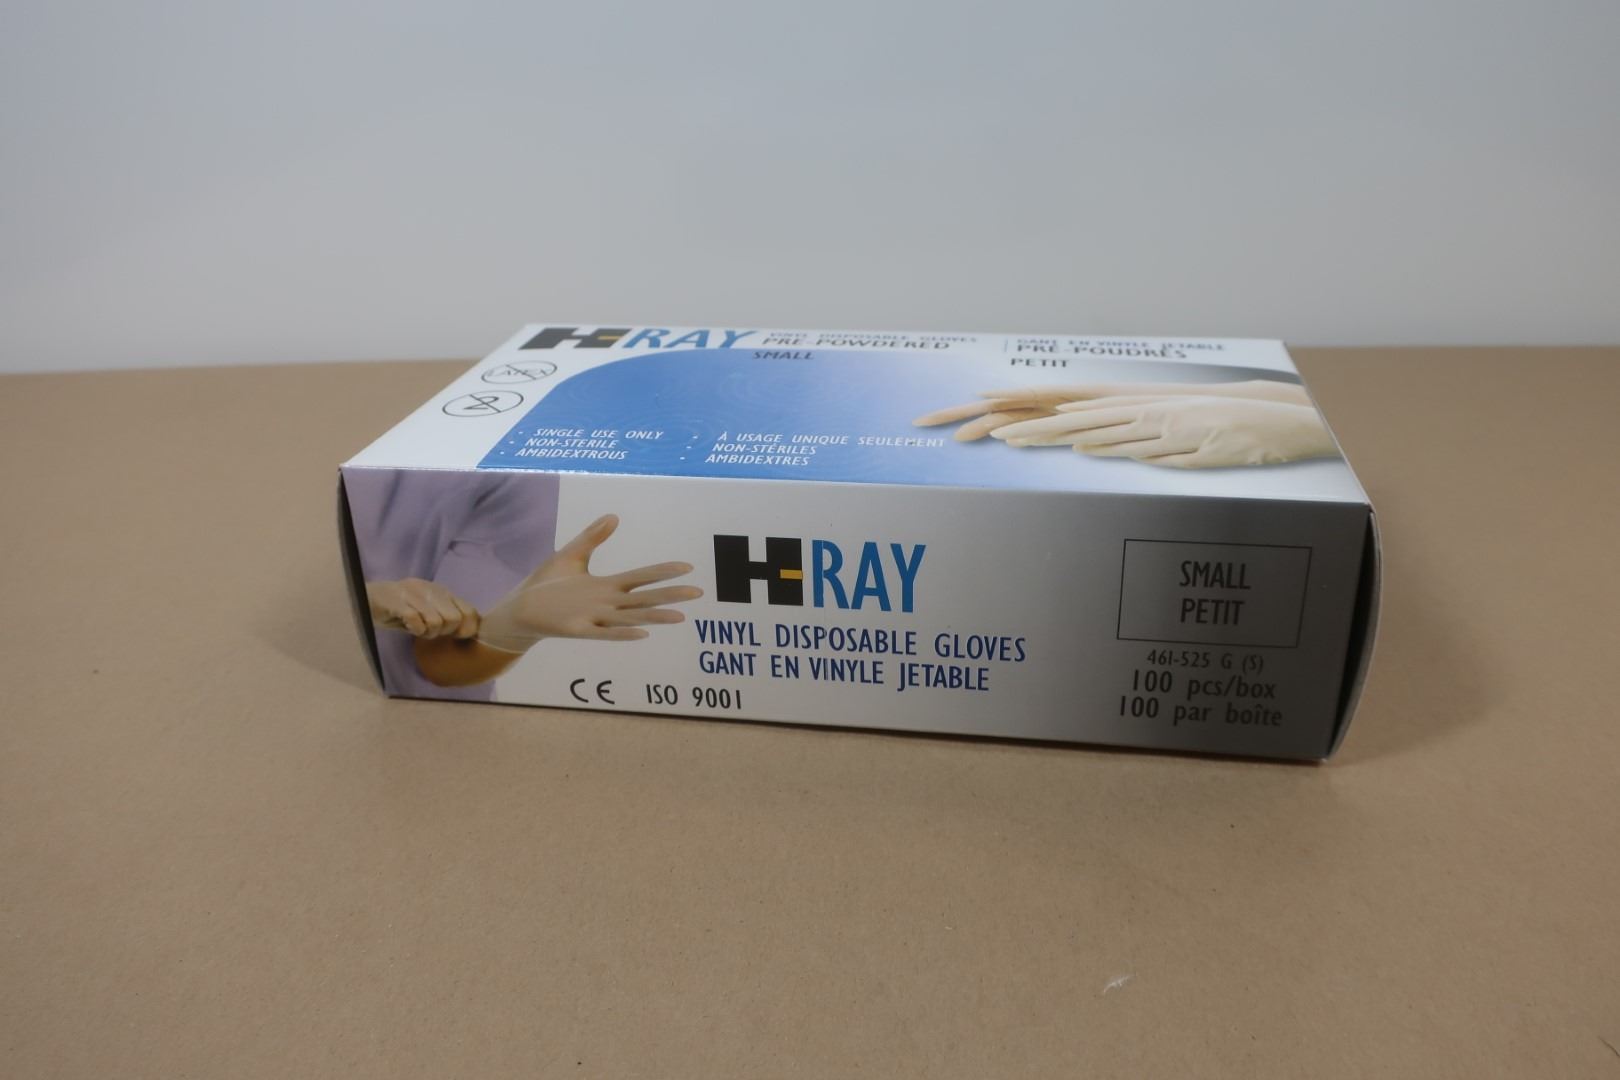 H-RAY
VINYL DISPOSABLE GLOVES
PRE-POWDERED
SMALL
GANT EN VINYLE JETABLE
PRÉ-POUDRÉS
PETIT
LATEX
2
• SINGLE USE ONLY
• NON-STERILE
• AMBIDEXTROUS
• À USAGE UNIQUE SEULEMENT
• NON-STÉRILES
• AMBIDEXTRES
H-RAY
VINYL DISPOSABLE GLOVES
GANT EN VINYLE JETABLE
CE ISO 9001
SMALL
PETIT
461-525 G (S)
100 pcs/box
100 par boîte